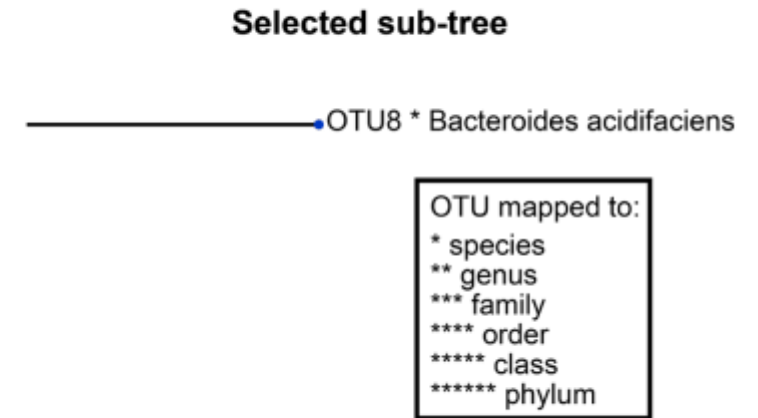 Selected sub-tree
OTU8 * Bacteroides acidifaciens
OTU mapped to:
* species
** genus
*** family
**** order
***** class
****** phylum